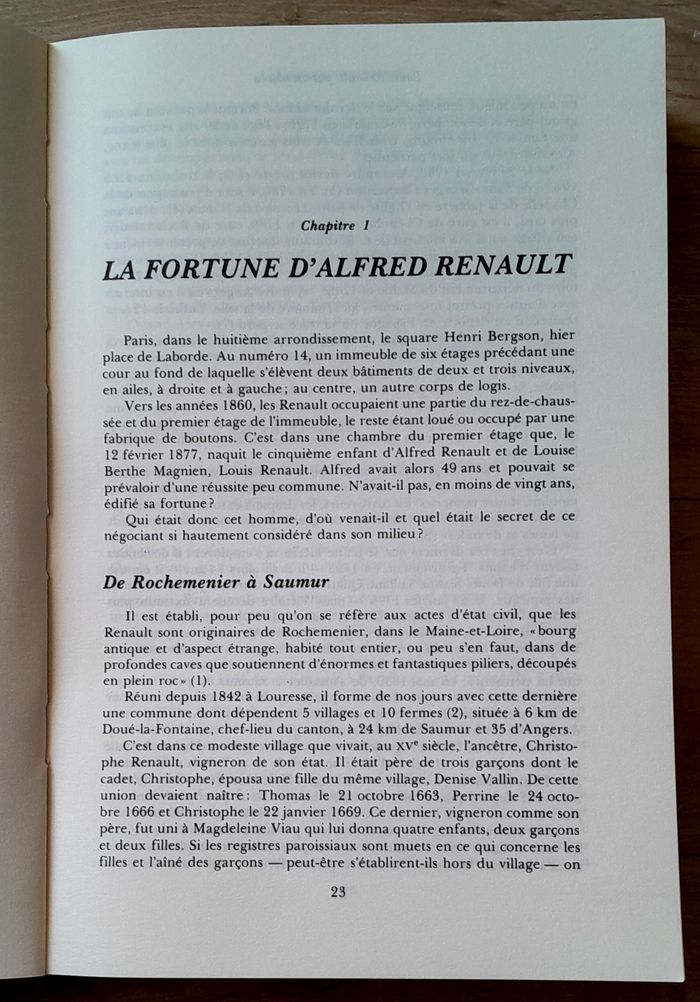 Chapitre 1
LA FORTUNE D'ALFRED RENAULT
Paris, dans le huitième arrondissement, le square Henri Bergson, hier
place de Laborde. Au numéro 14, un immeuble de six étages précédant une
cour au fond de laquelle s'élèvent deux bâtiments de deux et trois niveaux,
en ailes, à droite et à gauche ; au centre, un autre corps de logis.
Vers les années 1860, les Renault occupaient une partie du rez-de-chaus-
sée et du premier étage de l'immeuble, le reste étant loué ou occupé par une
fabrique de boutons. C'est dans une chambre du premier étage que, le
12 février 1877, naquit le cinquième enfant d'Alfred Renault et de Louise
Berthe Magnien, Louis Renault. Alfred avait alors 49 ans et pouvait se
prévaloir d'une réussite peu commune. N'avait-il pas, en moins de vingt ans,
édifié sa fortune ?
Qui était donc cet homme, d'où venait-il et quel était le secret de ce
négociant si hautement considéré dans son milieu ?
De Rochemenier à Saumur
Il est établi, pour peu qu'on se réfère aux actes d'état civil, que les
Renault sont originaires de Rochemenier, dans le Maine-et-Loire, « bourg
antique et d'aspect étrange, habité tout entier, ou peu s'en faut, dans de
profondes caves que soutiennent d'énormes et fantastiques piliers, découpés
en plein roc » (1).
Réuni depuis 1842 à Louresse, il forme de nos jours avec cette dernière
une commune dont dépendent 5 villages et 10 fermes (2), située à 6 km de
Doué-la-Fontaine, chef-lieu du canton, à 24 km de Saumur et 35 d'Angers.
C'est dans ce modeste village que vivait, au XVe siècle, l'ancêtre, Christo-
phe Renault, vigneron de son état. Il était père de trois garçons dont le
cadet, Christophe, épousa une fille du même village, Denise Vallin. De cette
union devaient naître : Thomas le 21 octobre 1663, Perrine le 24 octo-
bre 1666 et Christophe le 22 janvier 1669. Ce dernier, vigneron comme son
père, fut uni à Magdeleine Viau qui lui donna quatre enfants, deux garçons
et deux filles. Si les registres paroissiaux sont muets en ce qui concerne les
filles et l'aîné des garçons — peut-être s'établirent-ils hors du village — on
23